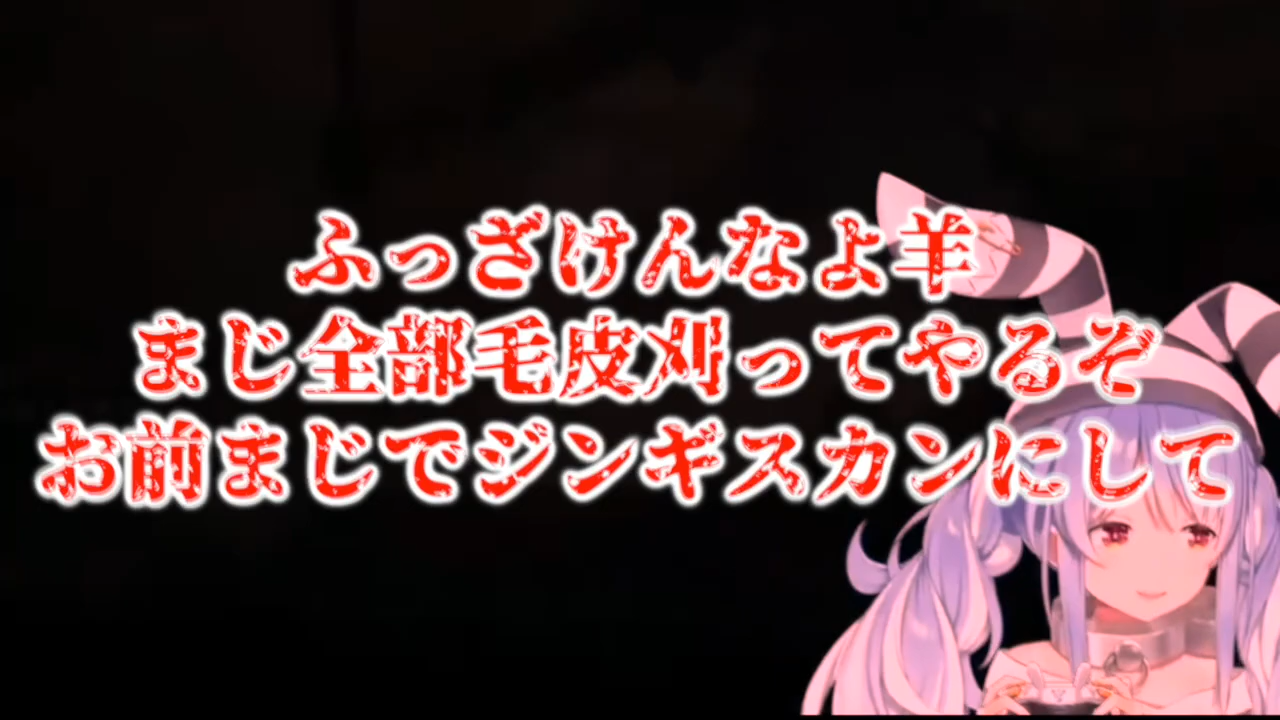 ふっざけんなよ羊
まじ全部毛皮刈ってやるぞ
お前まじでジンギスカンにして